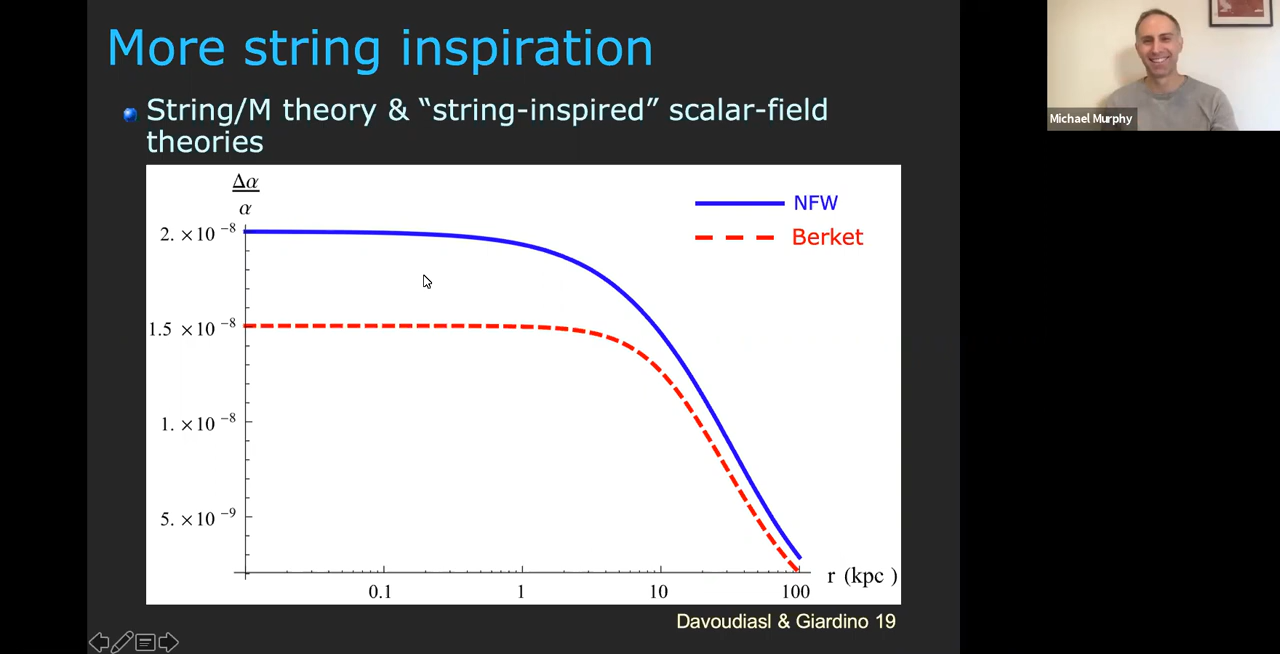 More string inspiration
String/M theory & “string-inspired” scalar-field
theories
Δα
α
NFW
Berket
2. ×10 −8
1.5 ×10 −8
1. ×10 −8
5. ×10 −9
0.1
1
10
100
r (kpc )
Davoudiasl & Giardino 19
Michael Murphy